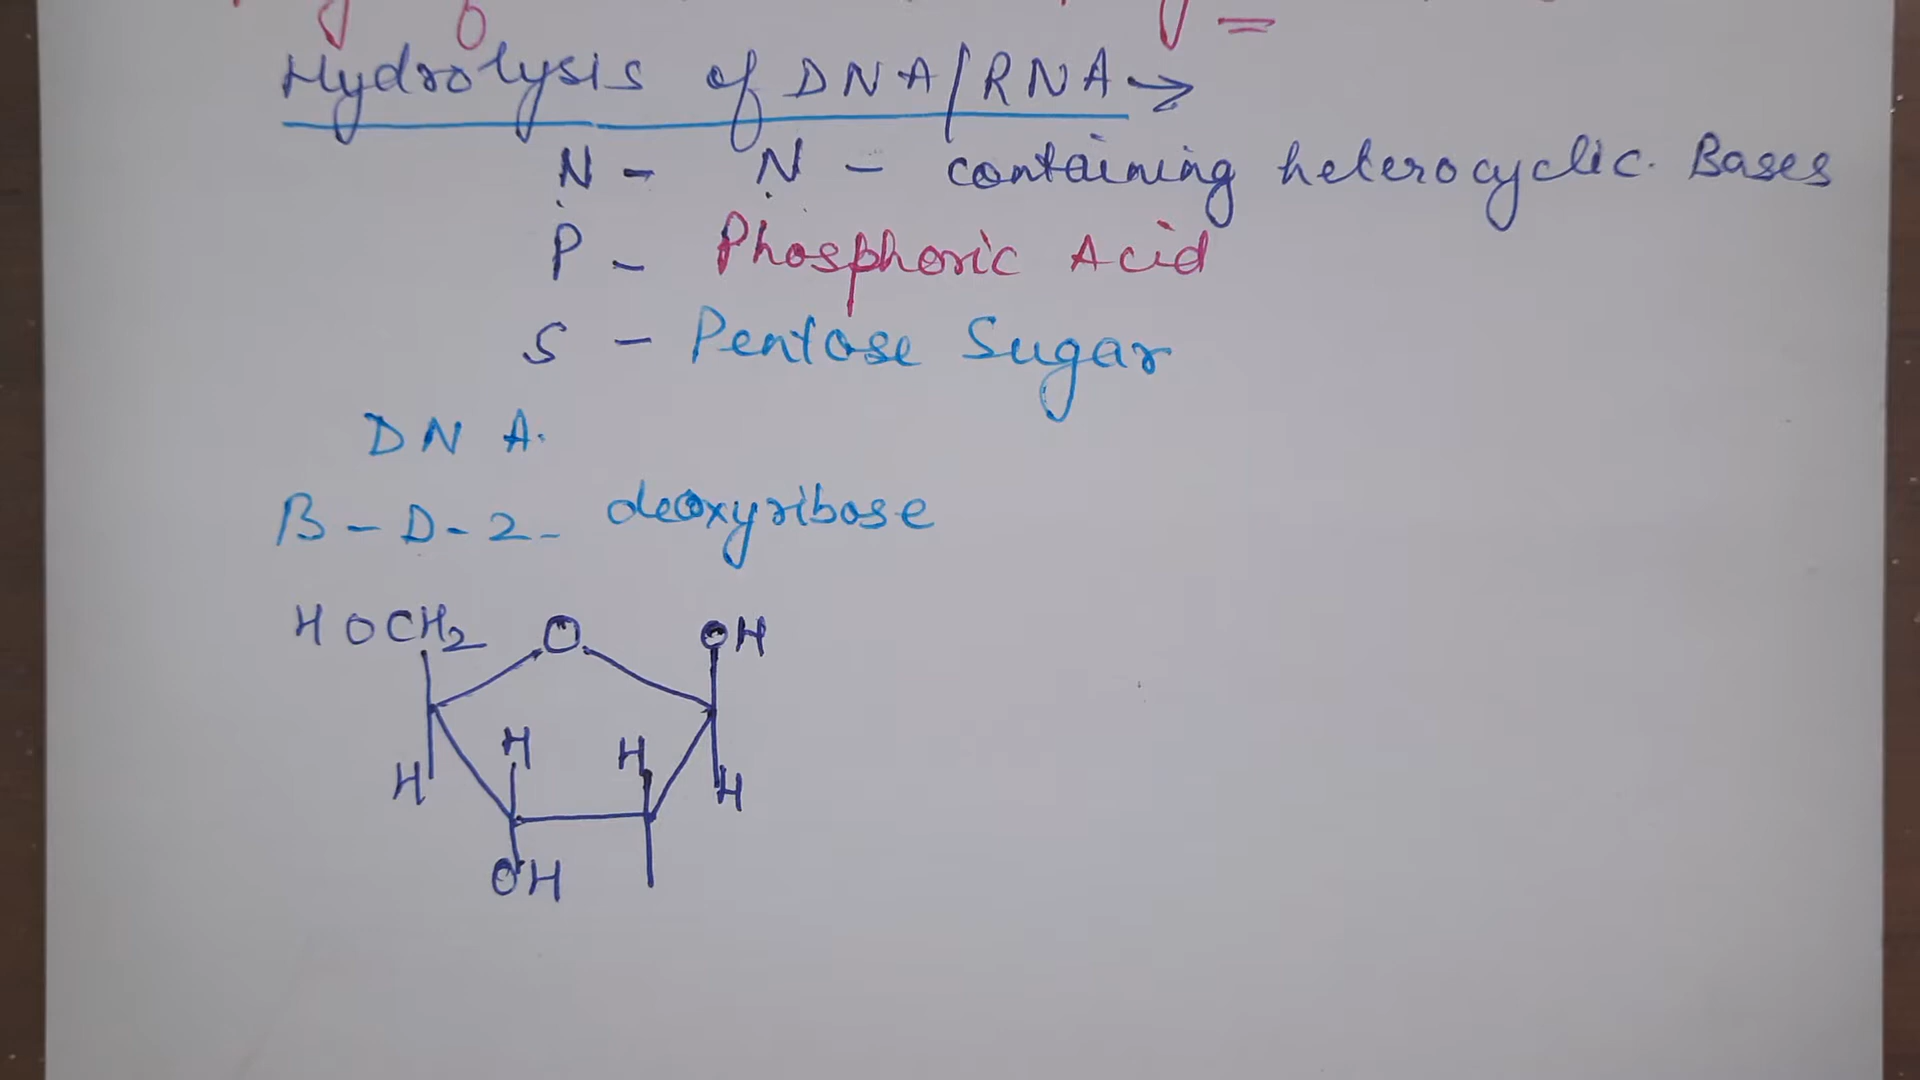 Hydrolysis of DNA/RNA →
N - N - containing heterocyclic. Bases
P - Phosphoric Acid
S - Pentose Sugar
DNA.
B-D-2- deoxyribose
HOCH2 O OH
H H H H
OH